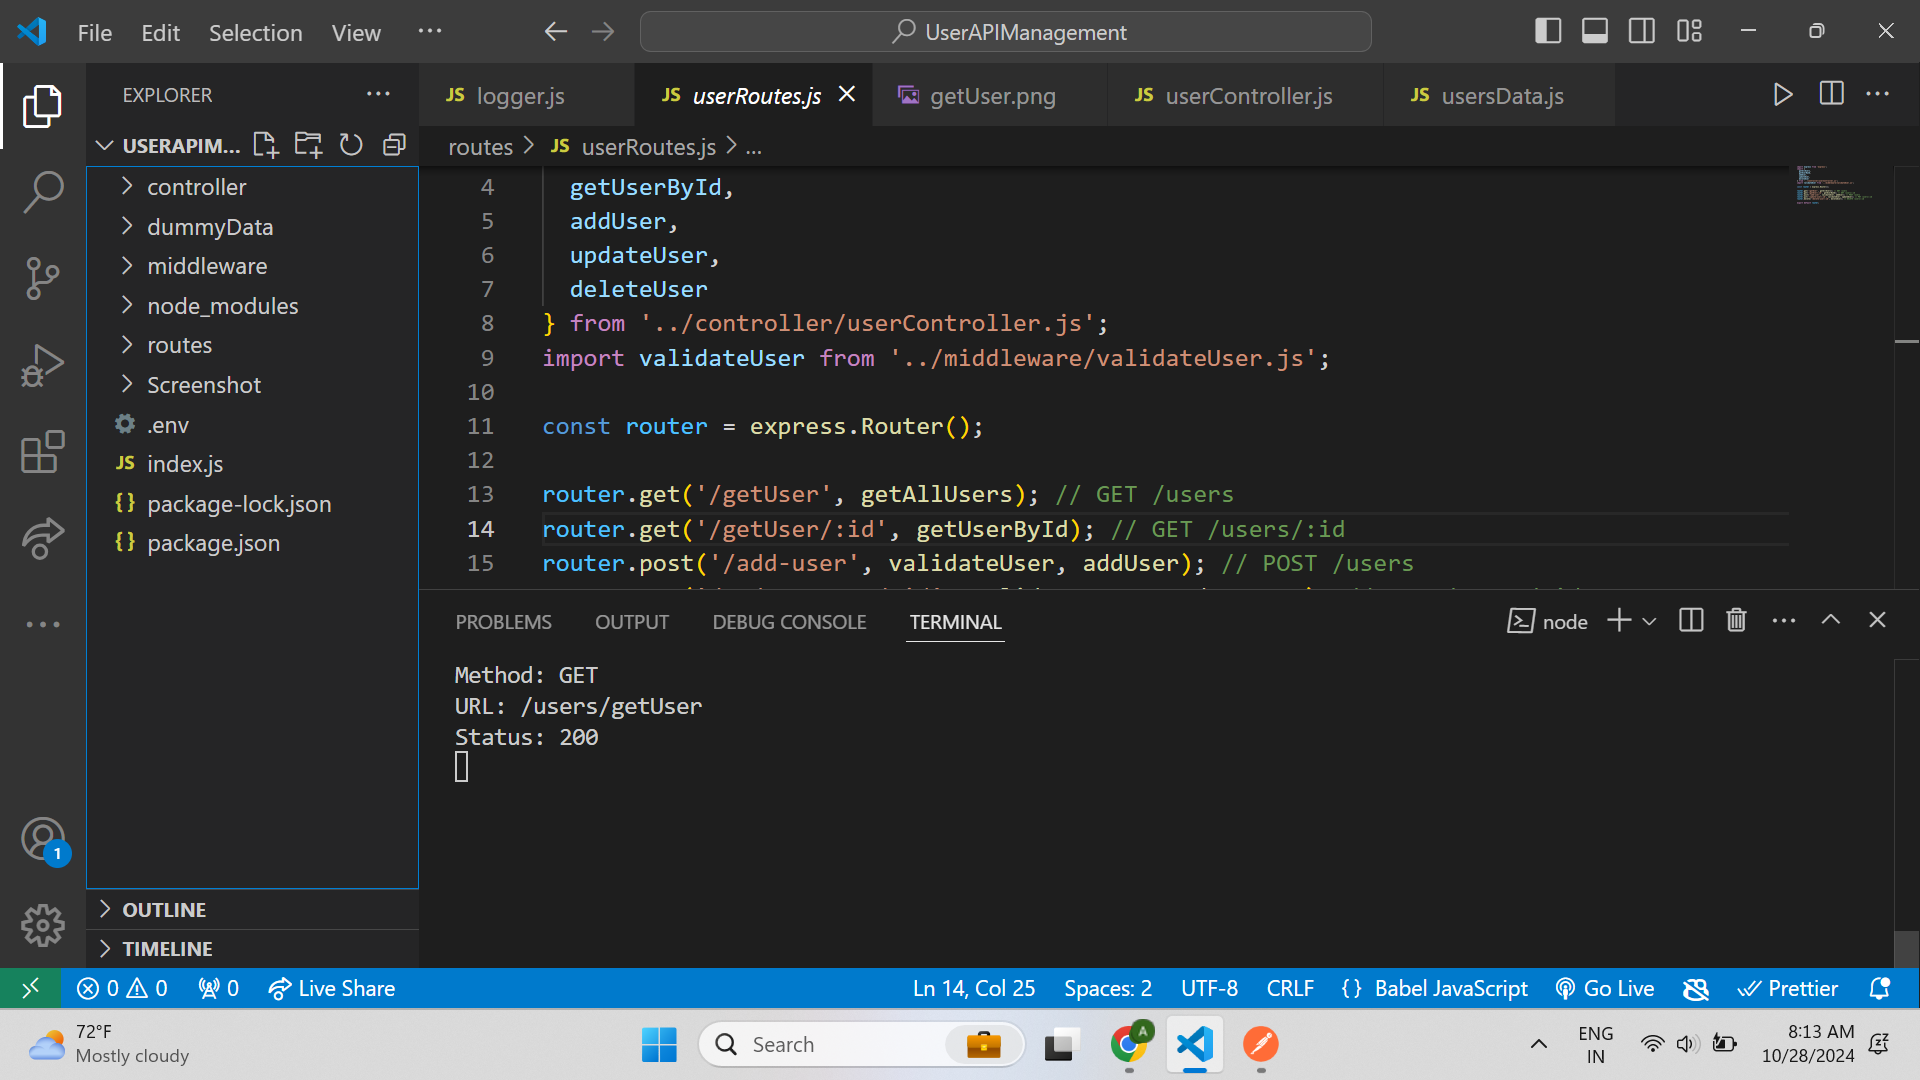 File Edit Selection View ···
UserAPIManagement
EXPLORER
USERAPIM...
controller
dummyData
middleware
node_modules
routes
Screenshot
.env
JS index.js
{} package-lock.json
{} package.json
OUTLINE
TIMELINE
1
JS logger.js
JS userRoutes.js
getUser.png
JS userController.js
JS usersData.js
routes > JS userRoutes.js > ...
4 getUserById,
5 addUser,
6 updateUser,
7 deleteUser
8 } from '../controller/userController.js';
9 import validateUser from '../middleware/validateUser.js';
10
11 const router = express.Router();
12
13 router.get('/getUser', getAllUsers); // GET /users
14 router.get('/getUser/:id', getUserById); // GET /users/:id
15 router.post('/add-user', validateUser, addUser); // POST /users
PROBLEMS OUTPUT DEBUG CONSOLE TERMINAL
node
Method: GET
URL: /users/getUser
Status: 200
0 0 0 Live Share
Ln 14, Col 25 Spaces: 2 UTF-8 CRLF {} Babel JavaScript Go Live Prettier
72°F
Mostly cloudy
Search
A
ENG
IN
8:13 AM
10/28/2024